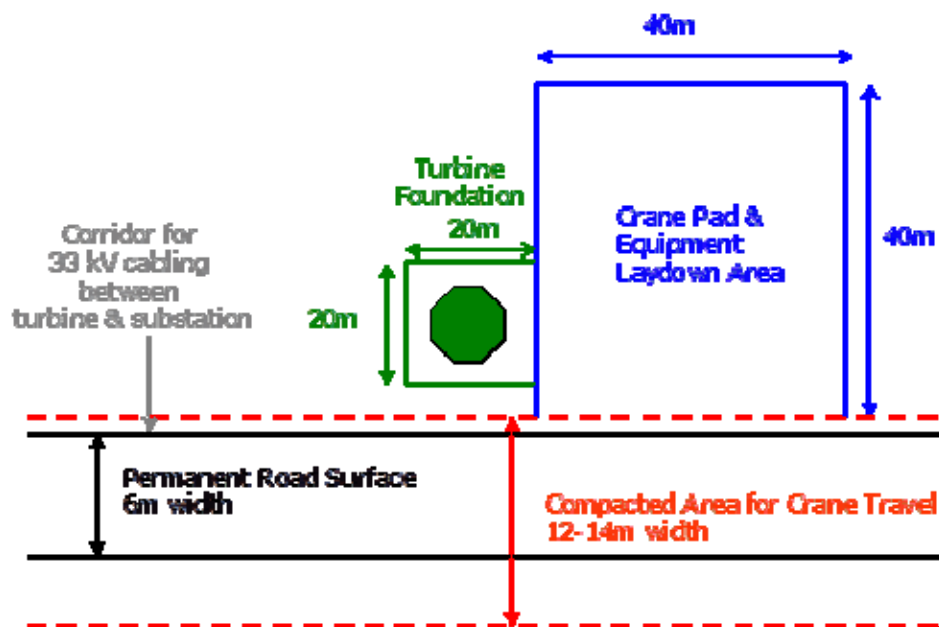 40m
Turbine
Foundation
20m
Crane Pad &
Equipment
Laydown Area
40m
Corridor for
33 kV cabling
between
turbine & substation
20m
Permanent Road Surface
6m width
Compacted Area for Crane Travel
12-14m width